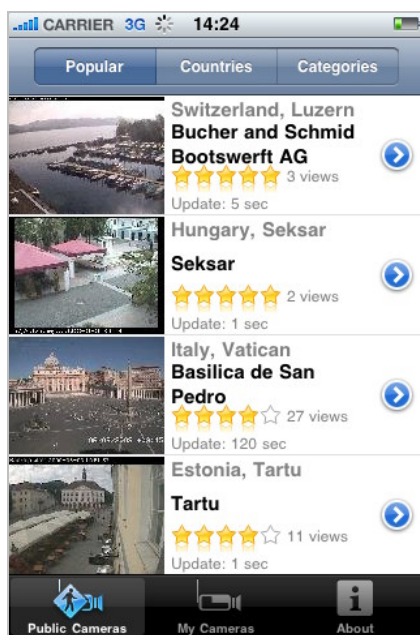 CARRIER 3G 14:24
Popular Countries Categories
Switzerland, Luzern
Bucher and Schmid
Bootswerft AG
3 views
Update: 5 sec
Hungary, Seksar
Seksar
2 views
Update: 1 sec
Italy, Vatican
Basilica de San
Pedro
27 views
Update: 120 sec
Estonia, Tartu
Tartu
11 views
Update: 1 sec
Public Cameras My Cameras About